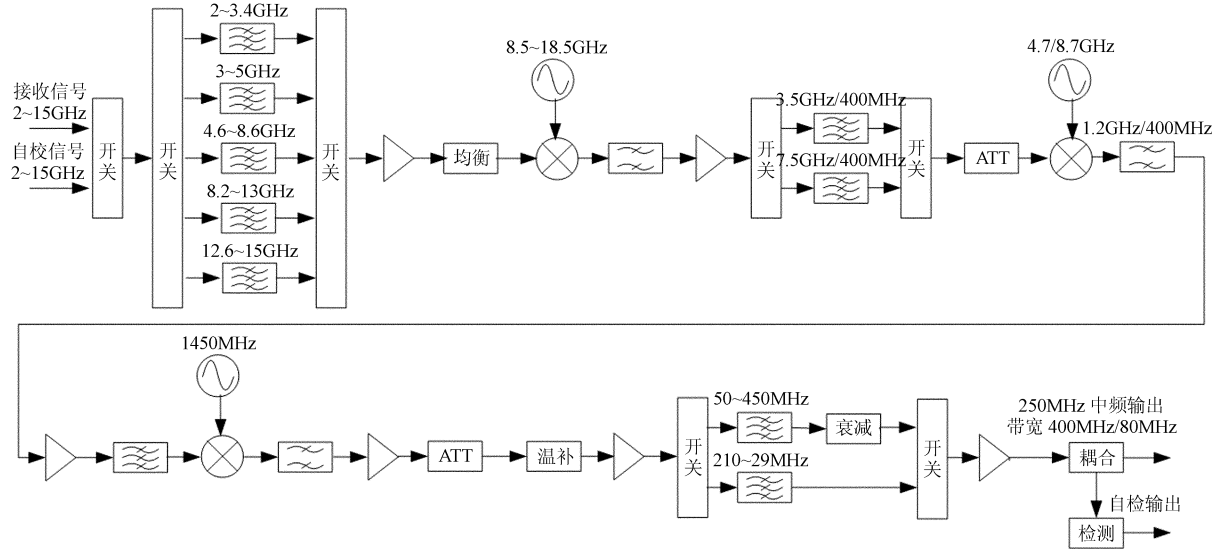 接收信号
2~15GHz
自校信号
2~15GHz
开关
开关
2~3.4GHz
3~5GHz
4.6~8.6GHz
8.2~13GHz
12.6~15GHz
开关
均衡
8.5~18.5GHz
开关
3.5GHz/400MHz
7.5GHz/400MHz
开关
ATT
4.7/8.7GHz
1.2GHz/400MHz
1450MHz
ATT
温补
开关
50~450MHz
衰减
210~29MHz
开关
250MHz 中频输出
带宽 400MHz/80MHz
耦合
自检输出
检测